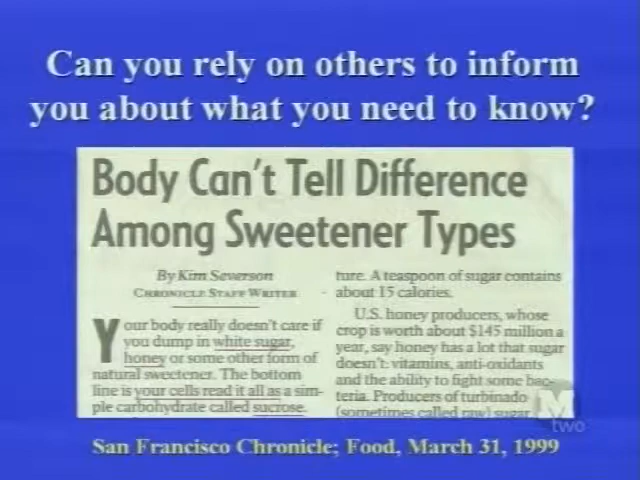 Can you rely on others to inform
you about what you need to know?
Body Can't Tell Difference
Among Sweetener Types
By Kim Severson
CHRONICLE STAFF WRITER
Your body really doesn't care if
you dump in white sugar,
honey or some other form of
natural sweetener. The bottom
line is your cells read it all as a sim-
ple carbohydrate called sucrose.
ture. A teaspoon of sugar contains
about 15 calories.
U.S. honey producers, whose
crop is worth about $145 million a
year, say honey has a lot that sugar
doesn't: vitamins, anti-oxidants
and the ability to fight some bac-
teria. Producers of turbinado
(sometimes called raw) sugar
M
two
San Francisco Chronicle; Food, March 31, 1999